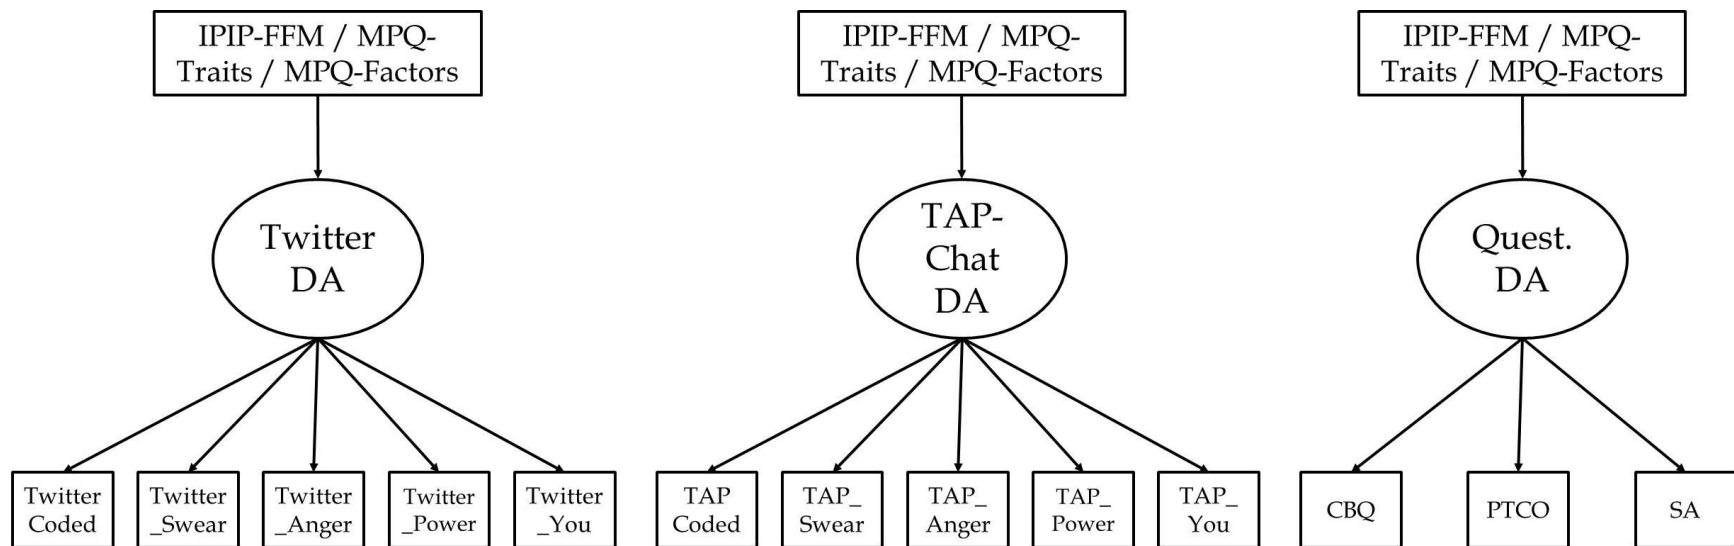 IPIP-FFM / MPQ-
Traits / MPQ-Factors
IPIP-FFM / MPQ-
Traits / MPQ-Factors
IPIP-FFM / MPQ-
Traits / MPQ-Factors
Twitter
DA
TAP-
Chat
DA
Quest.
DA
Twitter
Coded
Twitter
_Swear
Twitter
_Anger
Twitter
_Power
Twitter
_You
TAP
Coded
TAP_
Swear
TAP_
Anger
TAP_
Power
TAP_
You
CBQ
PTCO
SA